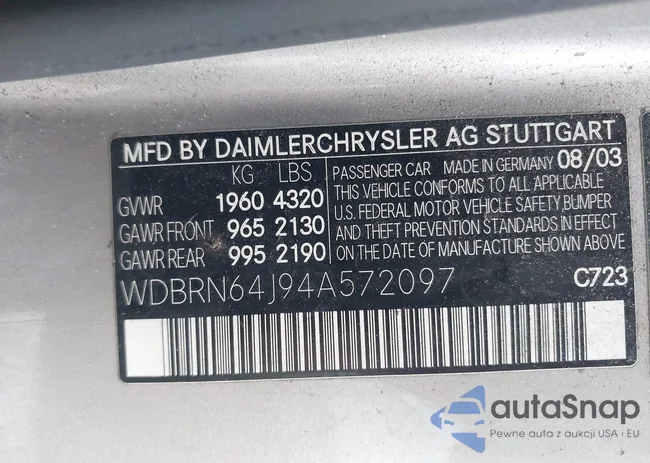 MFD BY DAIMLERCHRYSLER AG STUTTGART
KG LBS
GVWR 1960 4320
GAWR FRONT 965 2130
GAWR REAR 995 2190
PASSENGER CAR MADE IN GERMANY 08/03
THIS VEHICLE CONFORMS TO ALL APPLICABLE
U.S. FEDERAL MOTOR VEHICLE SAFETY, BUMPER
AND THEFT PREVENTION STANDARDS IN EFFECT
ON THE DATE OF MANUFACTURE SHOWN ABOVE
WDBRN64J94A572097 C723
autoSnap
Pewne auta z aukcji USA i EU